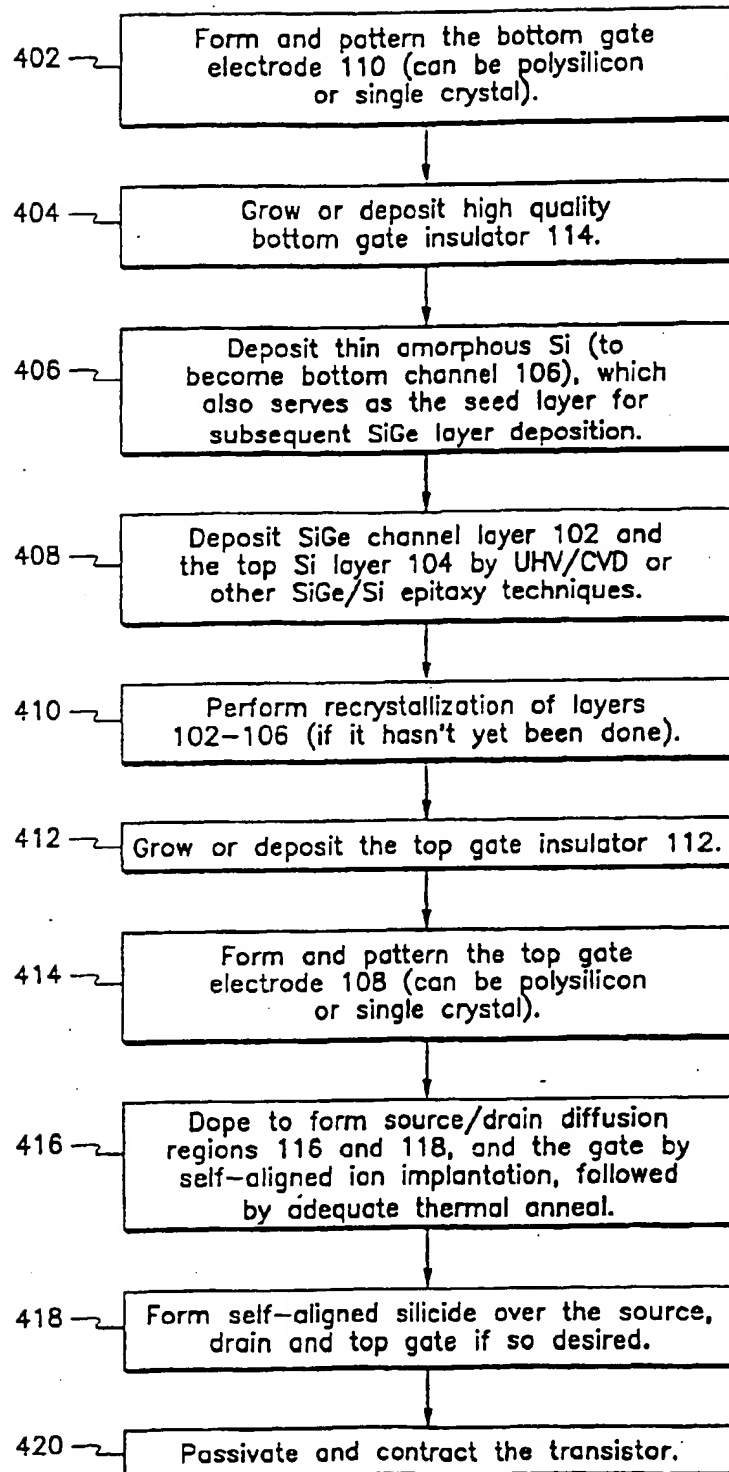 402
Form and pattern the bottom gate
electrode 110 (can be polysilicon
or single crystal).
404
Grow or deposit high quality
bottom gate insulator 114.
406
Deposit thin amorphous Si (to
become bottom channel 106), which
also serves as the seed layer for
subsequent SiGe layer deposition.
408
Deposit SiGe channel layer 102 and
the top Si layer 104 by UHV/CVD or
other SiGe/Si epitaxy techniques.
410
Perform recrystallization of layers
102-106 (if it hasn't yet been done).
412
Grow or deposit the top gate insulator 112.
414
Form and pattern the top gate
electrode 108 (can be polysilicon
or single crystal).
416
Dope to form source/drain diffusion
regions 116 and 118, and the gate by
self-aligned ion implantation, followed
by adequate thermal anneal.
418
Form self-aligned silicide over the source,
drain and top gate if so desired.
420
Passivate and contract the transistor.